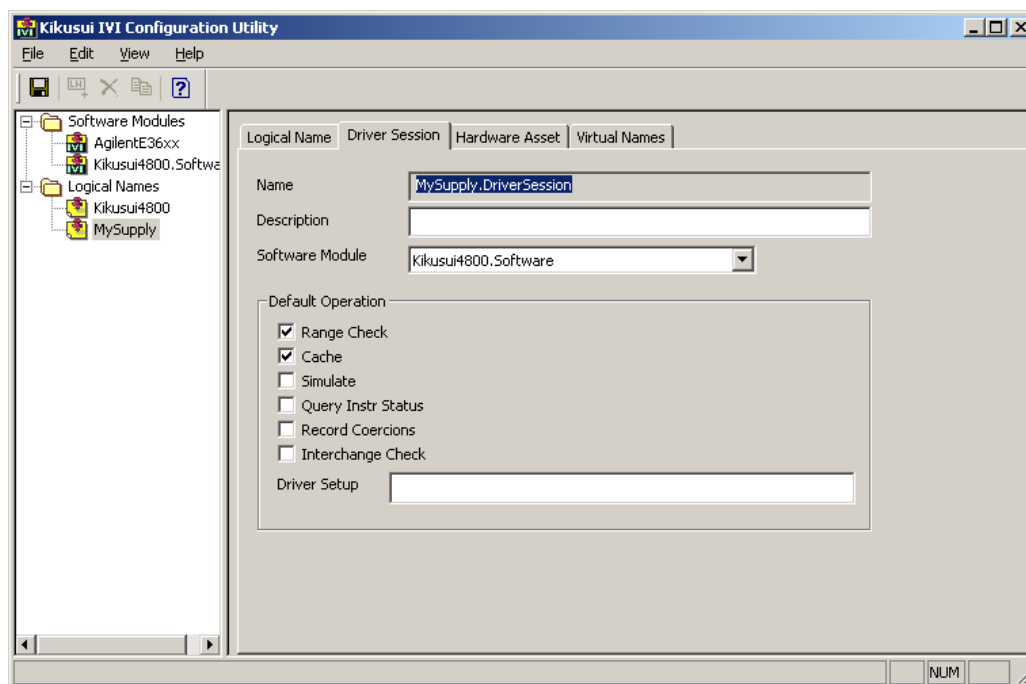 Kikusui IVI Configuration Utility
File Edit View Help
Software Modules
AgilentE36xx
Kikusui4800.Softwa
Logical Names
Kikusui4800
MySupply
Logical Name Driver Session Hardware Asset Virtual Names
Name MySupply.DriverSession
Description
Software Module Kikusui4800.Software
Default Operation
Range Check
Cache
Simulate
Query Instr Status
Record Coercions
Interchange Check
Driver Setup
NUM